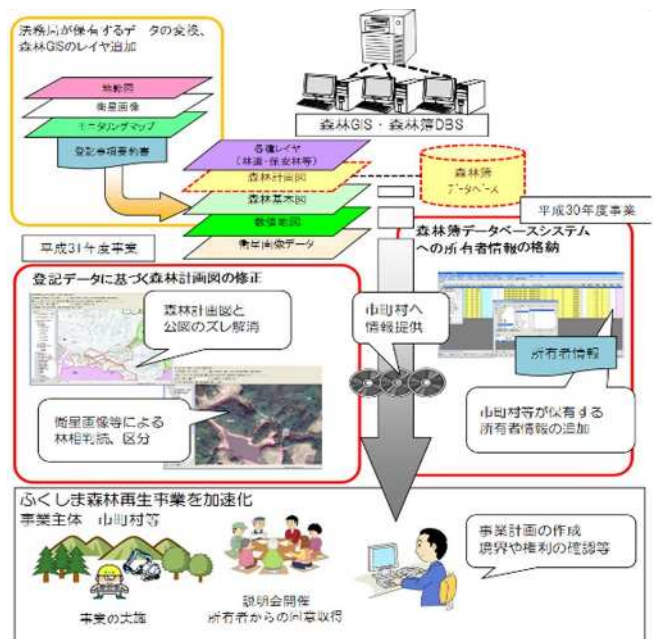 法務局が保有するデータの変換、
森林GISのレイヤ追加
地番図
衛星画像
モニタリングマップ
登記事項要約書
森林GIS・森林簿DBS
各種レイヤ
(林道・保安林等)
森林計画図
森林基本図
数値地図
衛星画像データ
森林簿
データベース
平成30年度事業
平成31年度事業
森林簿データベースシステム
への所有者情報の格納
登記データに基づく森林計画図の修正
森林計画図と
公図のズレ解消
衛星画像等による
林相判読、区分
市町村へ
情報提供
所有者情報
市町村等が保有する
所有者情報の追加
ふくしま森林再生事業を加速化
事業主体 市町村等
事業の実施
説明会開催
所有者からの同意取得
事業計画の作成
境界や権利の確認等